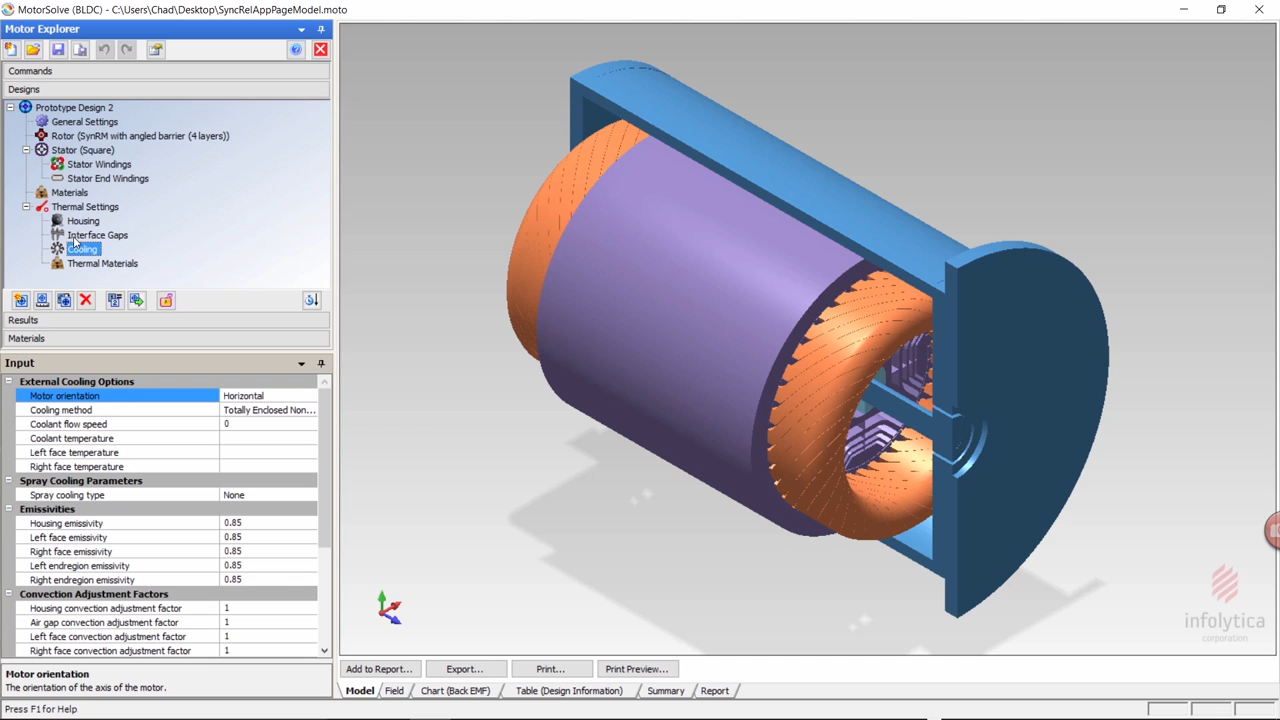 MotorSolve (BLDC) - C:\Users\Chad\Desktop\SyncRelAppPageModel.moto
Motor Explorer
Commands
Designs
Prototype Design 2
General Settings
Rotor (SynRM with angled barrier (4 layers))
Stator (Square)
Stator Windings
Stator End Windings
Materials
Thermal Settings
Housing
Interface Gaps
Cooling
Thermal Materials
Results
Materials
Input
External Cooling Options
Motor orientation Horizontal
Cooling method Totally Enclosed Non...
Coolant flow speed 0
Coolant temperature
Left face temperature
Right face temperature
Spray Cooling Parameters
Spray cooling type None
Emissivities
Housing emissivity 0.85
Left face emissivity 0.85
Right face emissivity 0.85
Left endregion emissivity 0.85
Right endregion emissivity 0.85
Convection Adjustment Factors
Housing convection adjustment factor 1
Air gap convection adjustment factor 1
Left face convection adjustment factor 1
Right face convection adjustment factor 1
Motor orientation
The orientation of the axis of the motor.
infolytica
corporation
Add to Report... Export... Print... Print Preview...
Model Field Chart (Back EMF) Table (Design Information) Summary Report
Press F1 for Help